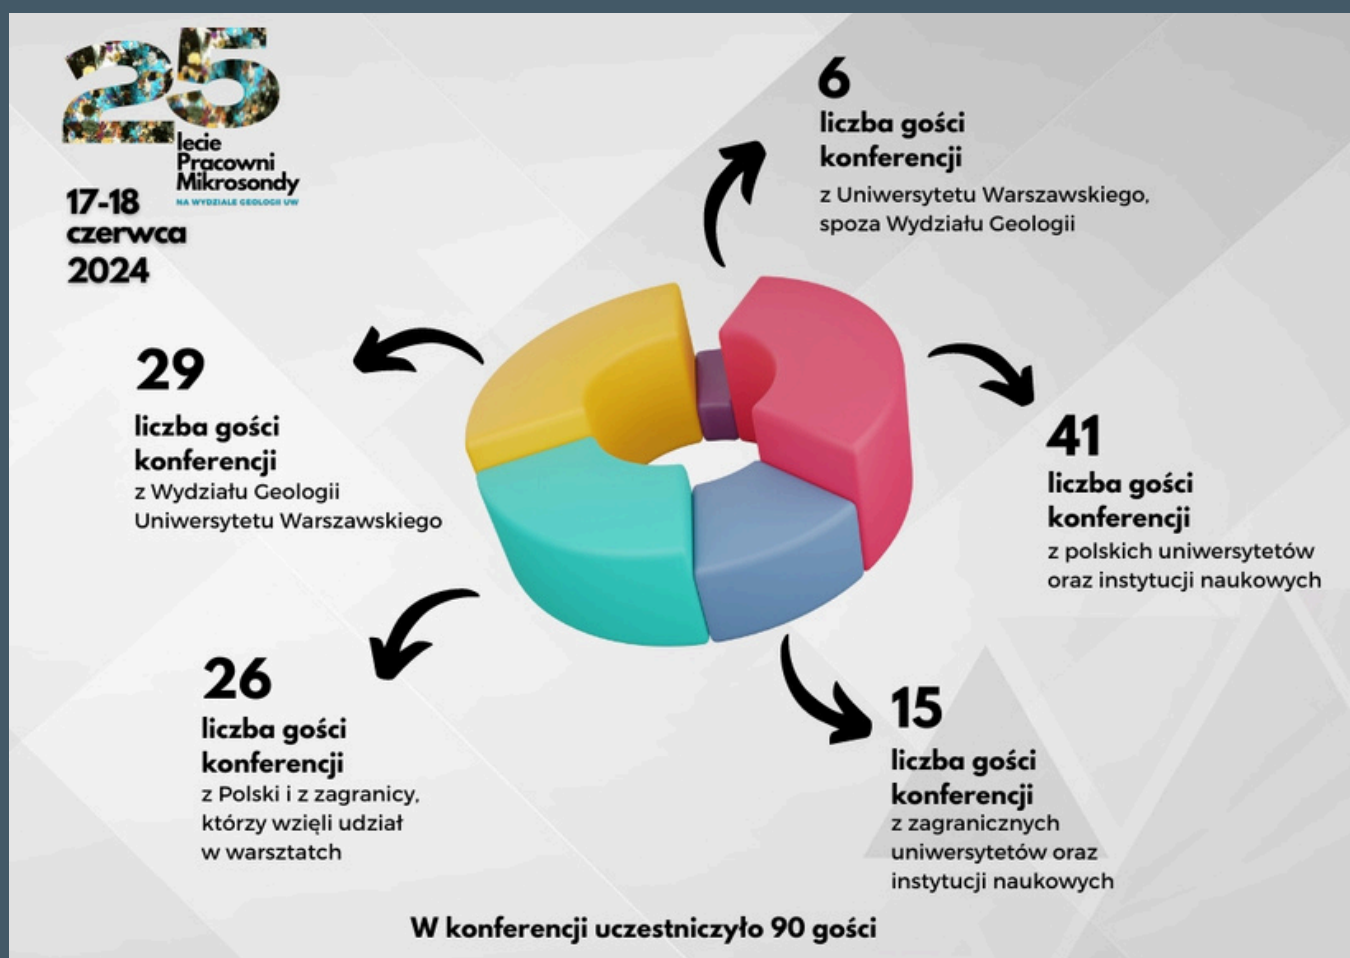 25
lecie
Pracowni
Mikrosondy
NA WYDZIALE GEOLOGII UW
17-18
czerwca
2024
6
liczba gości
konferencji
z Uniwersytetu Warszawskiego,
spoza Wydziału Geologii
29
liczba gości
konferencji
z Wydziału Geologii
Uniwersytetu Warszawskiego
41
liczba gości
konferencji
z polskich uniwersytetów
oraz instytucji naukowych
26
liczba gości
konferencji
z Polski i z zagranicy,
którzy wzięli udział
w warsztatch
15
liczba gości
konferencji
z zagranicznych
uniwersytetów oraz
instytucji naukowych
W konferencji uczestniczyło 90 gości